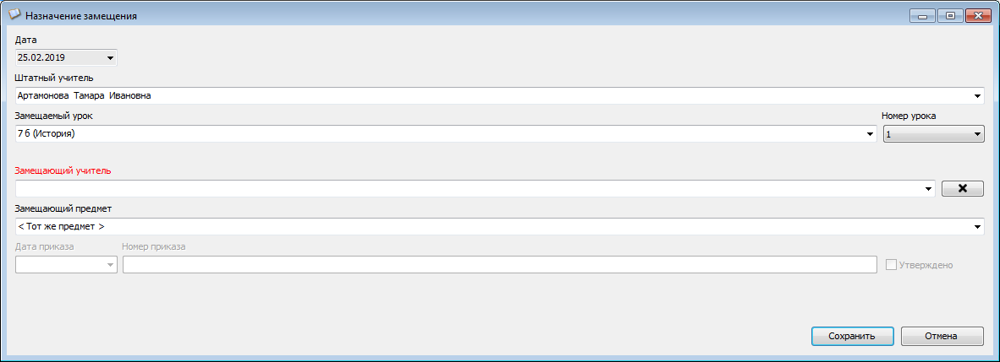 Назначение замещения
Дата
25.02.2019
Штатный учитель
Артамонова Тамара Ивановна
Замещаемый урок Номер урока
7 б (История) 1
Замещающий учитель
Замещающий предмет
< Тот же предмет >
Дата приказа Номер приказа
Утверждено
Сохранить Отмена